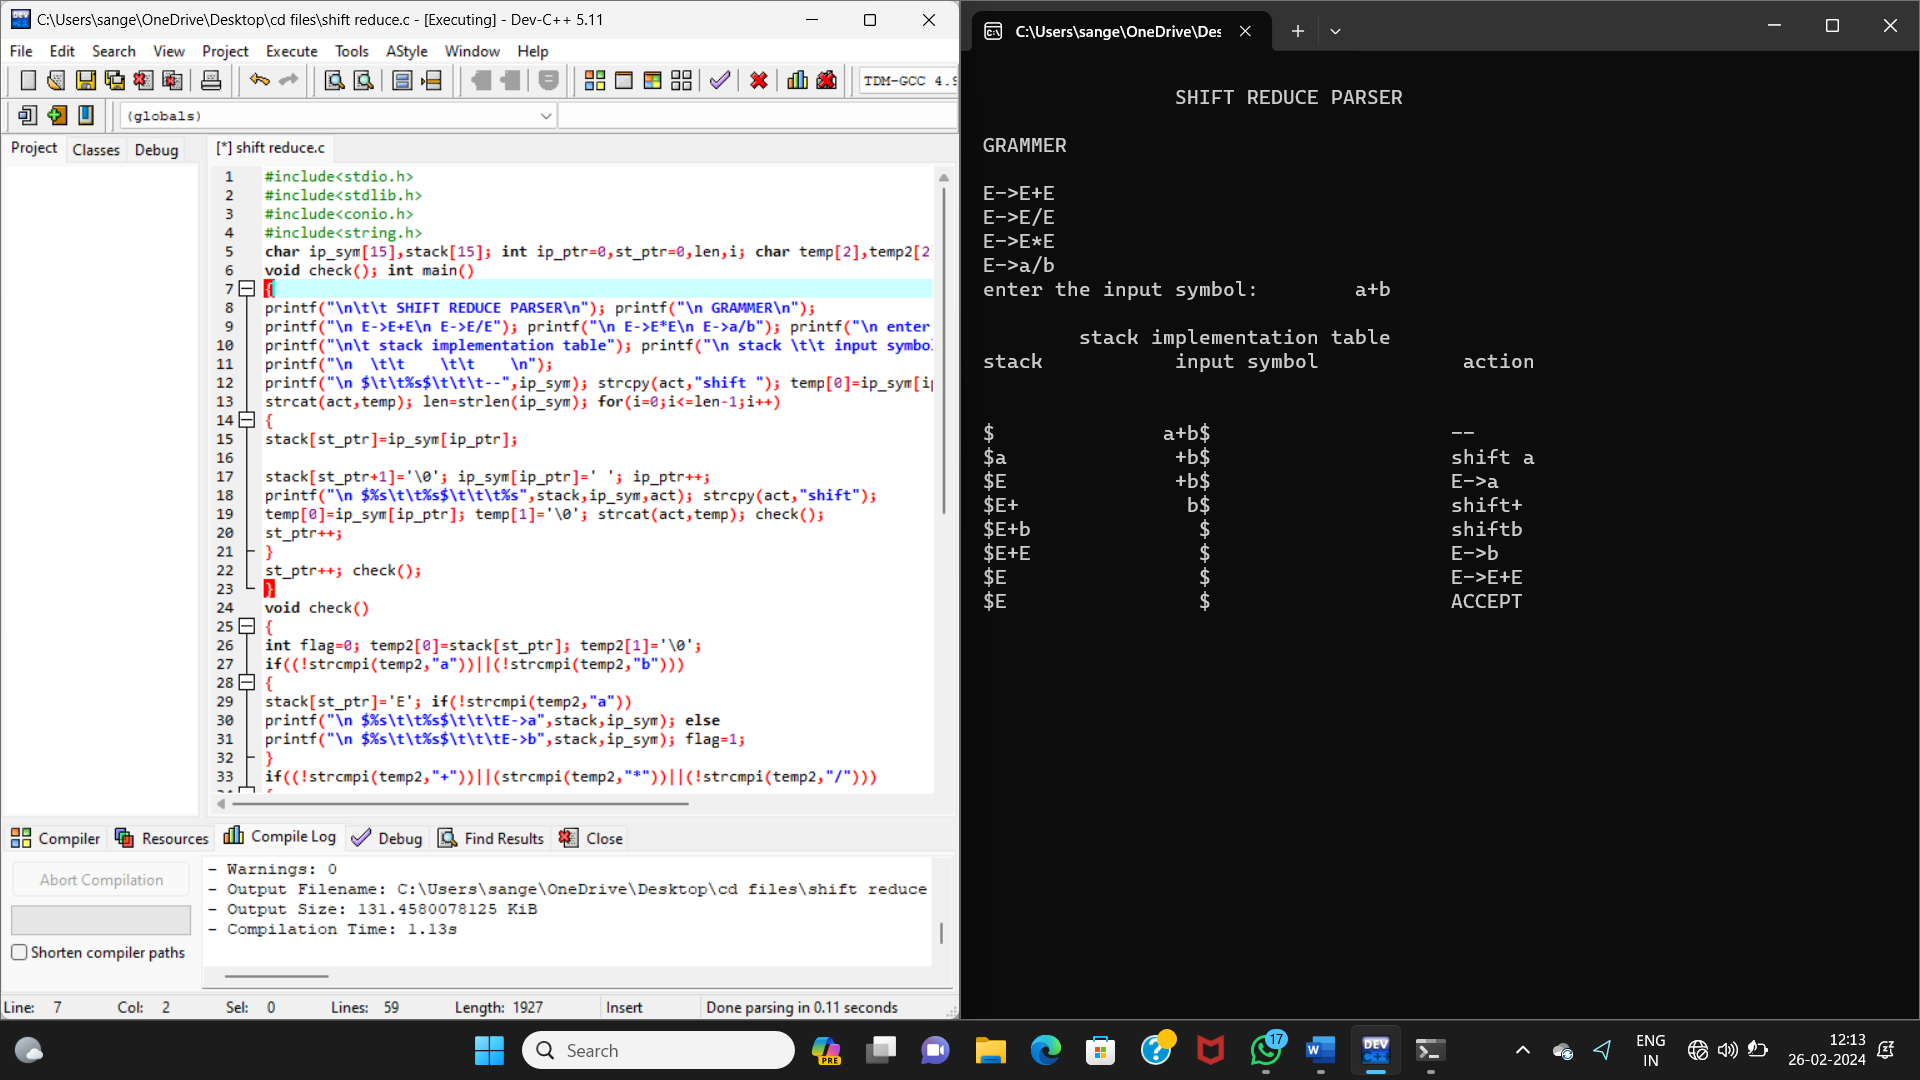 C:\Users\sange\OneDrive\Desktop\cd files\shift reduce.c - [Executing] - Dev-C++ 5.11
File Edit Search View Project Execute Tools AStyle Window Help
TDM-GCC 4.9
(globals)
Project Classes Debug
[*] shift reduce.c
1 #include<stdio.h>
2 #include<stdlib.h>
3 #include<conio.h>
4 #include<string.h>
5 char ip_sym[15],stack[15]; int ip_ptr=0,st_ptr=0,len,i; char temp[2],temp2[2
6 void check(); int main()
7 {
8 printf("\n\t\t SHIFT REDUCE PARSER\n"); printf("\n GRAMMER\n");
9 printf("\n E->E+E\n E->E/E"); printf("\n E->E*E\n E->a/b"); printf("\n enter
10 printf("\n\t stack implementation table"); printf("\n stack \t\t input symbo
11 printf("\n  \t\t    \t\t    \n");
12 printf("\n $\t\t%s$\t\t\t--",ip_sym); strcpy(act,"shift "); temp[0]=ip_sym[ip
13 strcat(act,temp); len=strlen(ip_sym); for(i=0;i<=len-1;i++)
14 {
15 stack[st_ptr]=ip_sym[ip_ptr];
16
17 stack[st_ptr+1]='\0'; ip_sym[ip_ptr]=' '; ip_ptr++;
18 printf("\n $%s\t\t%s$\t\t\t%s",stack,ip_sym,act); strcpy(act,"shift");
19 temp[0]=ip_sym[ip_ptr]; temp[1]='\0'; strcat(act,temp); check();
20 st_ptr++;
21 }
22 st_ptr++; check();
23 }
24 void check()
25 {
26 int flag=0; temp2[0]=stack[st_ptr]; temp2[1]='\0';
27 if((!strcmpi(temp2,"a"))||(!strcmpi(temp2,"b")))
28 {
29 stack[st_ptr]='E'; if(!strcmpi(temp2,"a"))
30 printf("\n $%s\t\t%s$\t\t\tE->a",stack,ip_sym); else
31 printf("\n $%s\t\t%s$\t\t\tE->b",stack,ip_sym); flag=1;
32 }
33 if((!strcmpi(temp2,"+"))||(strcmpi(temp2,"*"))||(!strcmpi(temp2,"/")))
Compiler Resources Compile Log Debug Find Results Close
Abort Compilation
Shorten compiler paths
- Warnings: 0
- Output Filename: C:\Users\sange\OneDrive\Desktop\cd files\shift reduce
- Output Size: 131.4580078125 KiB
- Compilation Time: 1.13s
Line: 7 Col: 2 Sel: 0 Lines: 59 Length: 1927 Insert Done parsing in 0.11 seconds
C:\Users\sange\OneDrive\Des
SHIFT REDUCE PARSER
GRAMMER
E->E+E
E->E/E
E->E*E
E->a/b
enter the input symbol: a+b
stack implementation table
stack input symbol action
$ a+b$ --
$a +b$ shift a
$E +b$ E->a
$E+ b$ shift+
$E+b $ shiftb
$E+E $ E->b
$E $ E->E+E
$E $ ACCEPT
Search
PRE
17
DEV C++
ENG
IN
12:13
26-02-2024